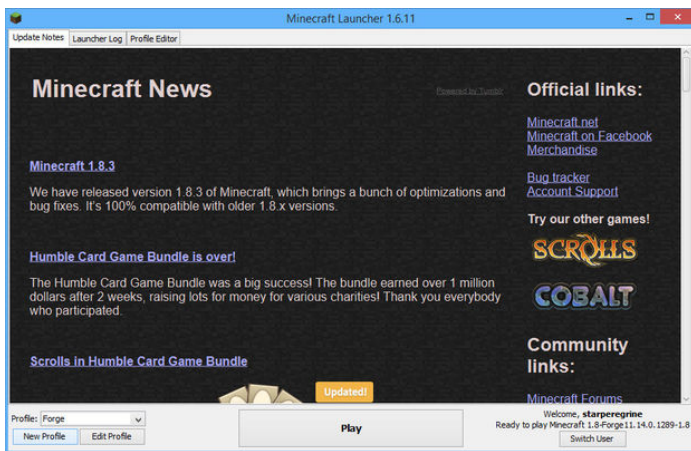 Minecraft Launcher 1.6.11
Update Notes
Launcher Log
Profile Editor
Minecraft News
Powered by Tumblr
Minecraft 1.8.3
We have released version 1.8.3 of Minecraft, which brings a bunch of optimizations and
bug fixes. It's 100% compatible with older 1.8.x versions.
Humble Card Game Bundle is over!
The Humble Card Game Bundle was a big success! The bundle earned over 1 million
dollars after 2 weeks, raising lots for money for various charities! Thank you everybody
who participated.
Scrolls in Humble Card Game Bundle
Updated!
Official links:
Minecraft.net
Minecraft on Facebook
Merchandise
Bug tracker
Account Support
Try our other games!
SCROLLS
COBALT
Community
links:
Minecraft Forums
Profile: Forge
New Profile
Edit Profile
Play
Welcome, starperegrine
Ready to play Minecraft 1.8-Forge11.14.0.1289-1.8
Switch User